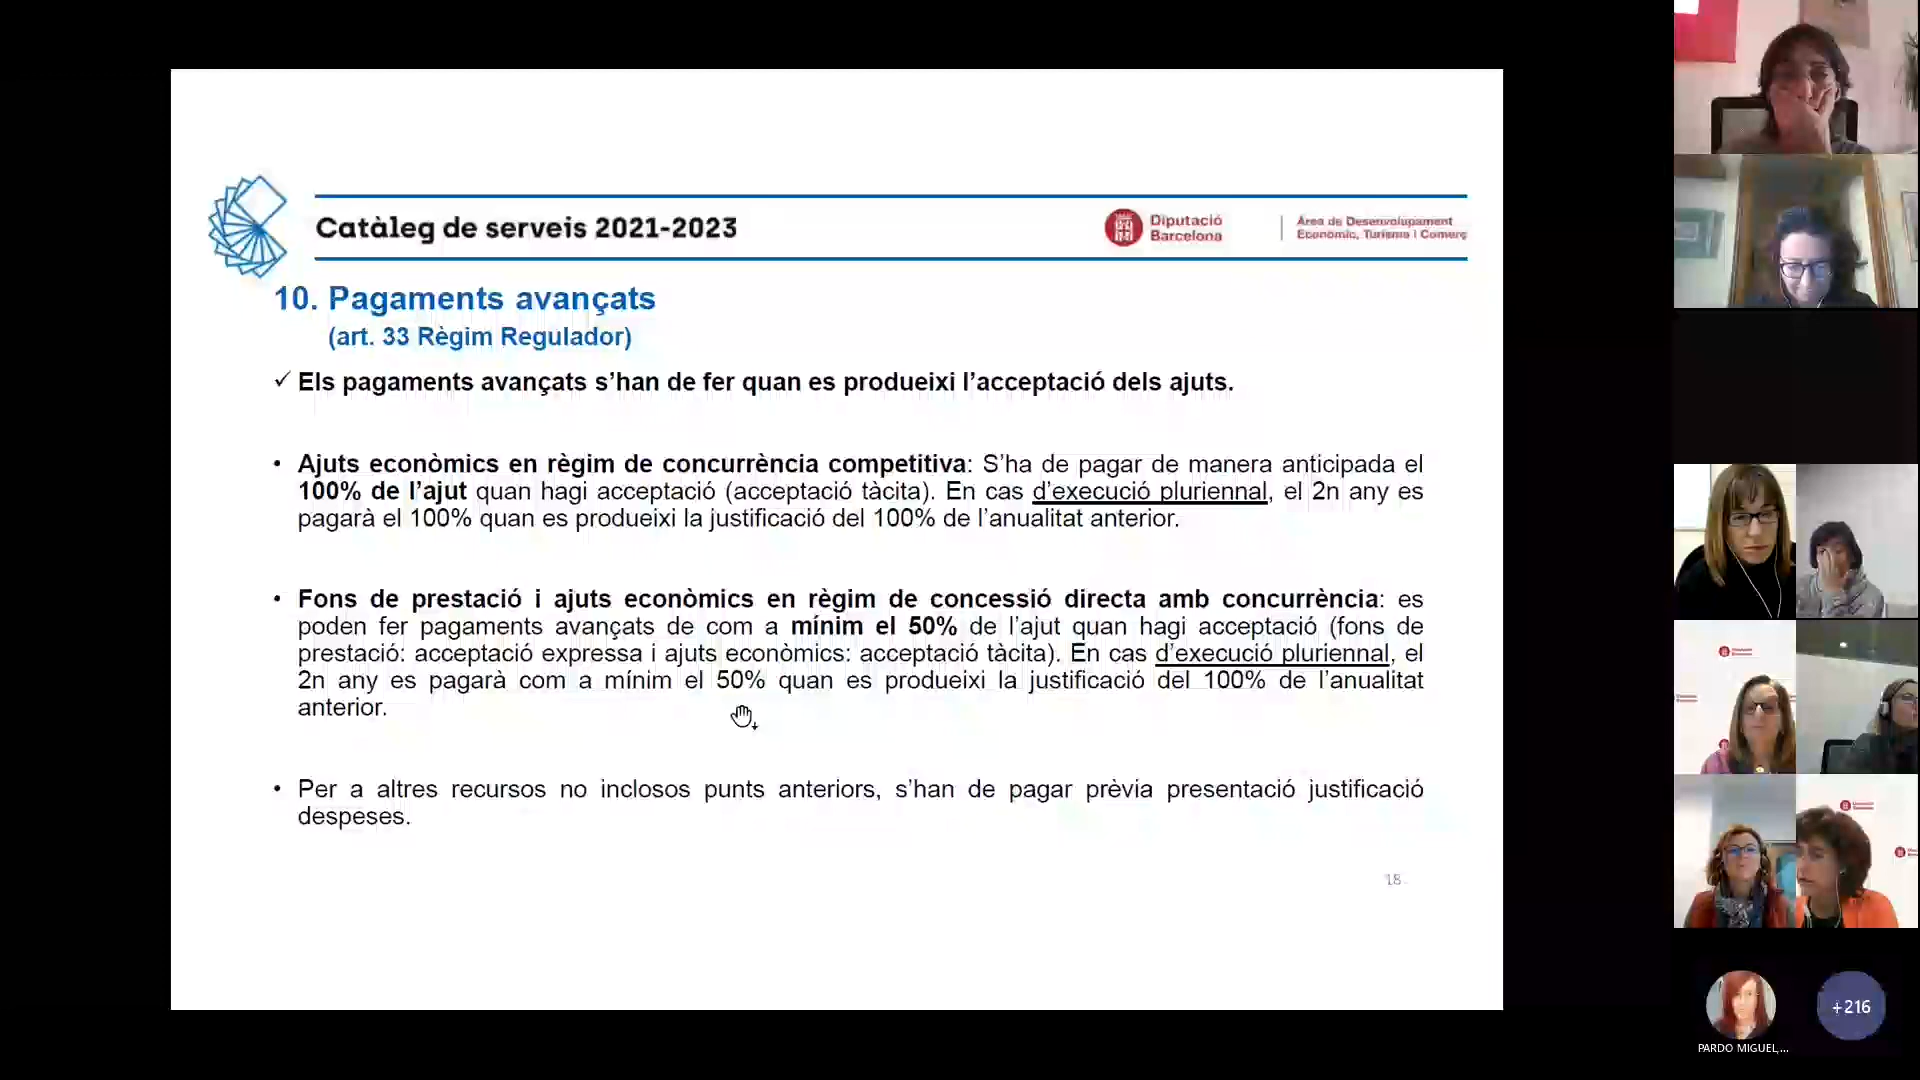 Catàleg de serveis 2021-2023
Diputació
Barcelona
Àrea de Desenvolupament
Econòmic, Turisme i Comerç
10. Pagaments avançats
(art. 33 Règim Regulador)
✓ Els pagaments avançats s’han de fer quan es produeixi l’acceptació dels ajuts.
• Ajuts econòmics en règim de concurrència competitiva: S’ha de pagar de manera anticipada el
100% de l’ajut quan hagi acceptació (acceptació tàcita). En cas d’execució pluriennal, el 2n any es
pagarà el 100% quan es produeixi la justificació del 100% de l’anualitat anterior.
• Fons de prestació i ajuts econòmics en règim de concessió directa amb concurrència: es
poden fer pagaments avançats de com a mínim el 50% de l’ajut quan hagi acceptació (fons de
prestació: acceptació expressa i ajuts econòmics: acceptació tàcita). En cas d’execució pluriennal, el
2n any es pagarà com a mínim el 50% quan es produeixi la justificació del 100% de l’anualitat
anterior.
• Per a altres recursos no inclosos punts anteriors, s’han de pagar prèvia presentació justificació
despeses.
18
+216
PARDO MIGUEL,...